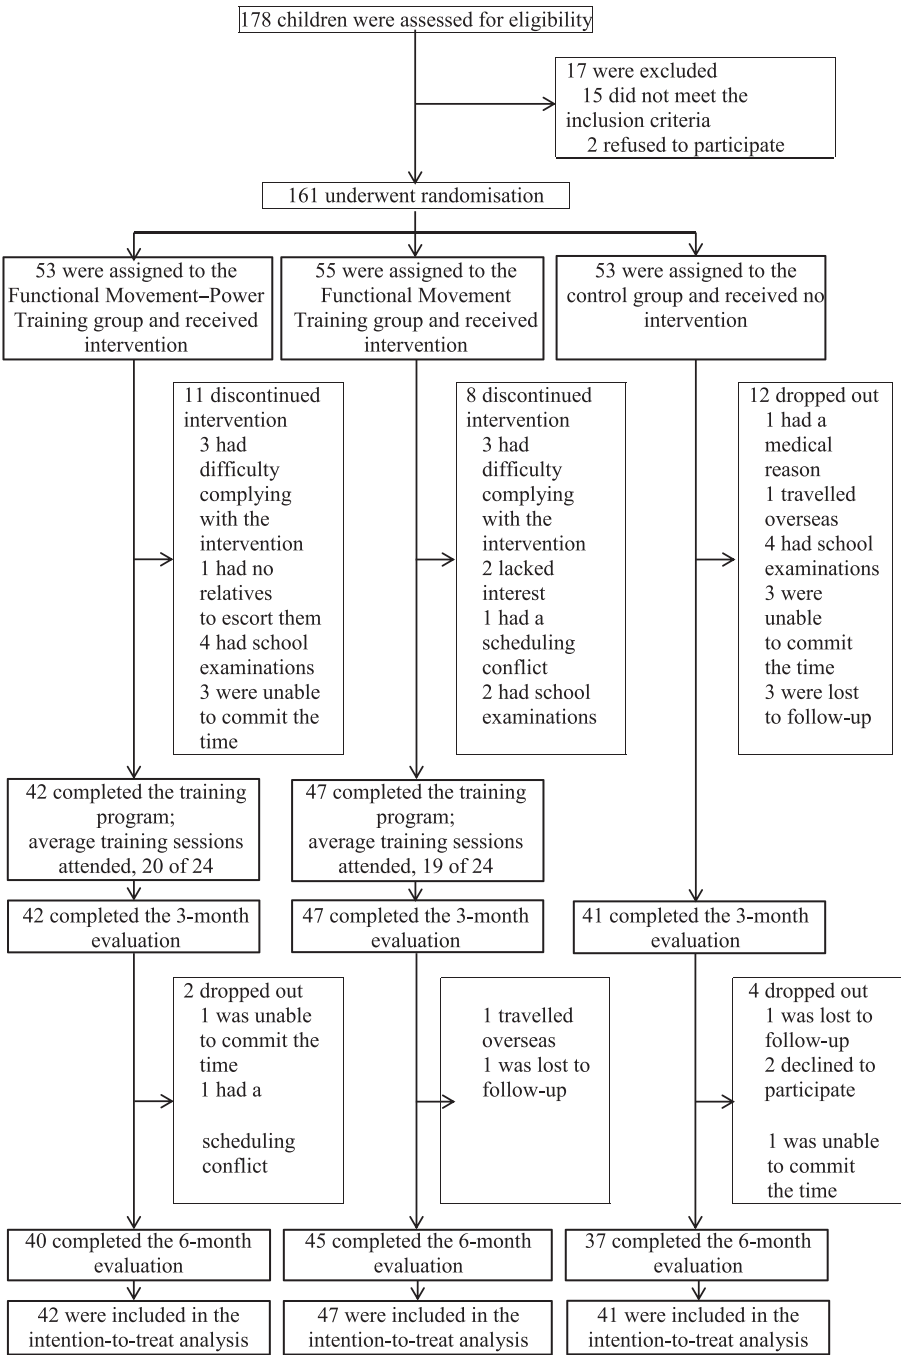 178 children were assessed for eligibility
17 were excluded
15 did not meet the
inclusion criteria
2 refused to participate
161 underwent randomisation
53 were assigned to the
Functional Movement–Power
Training group and received
intervention
55 were assigned to the
Functional Movement
Training group and received
intervention
53 were assigned to the
control group and received no
intervention
11 discontinued
intervention
3 had
difficulty
complying
with the
intervention
1 had no
relatives
to escort them
4 had school
examinations
3 were unable
to commit the
time
8 discontinued
intervention
3 had
difficulty
complying
with the
intervention
2 lacked
interest
1 had a
scheduling
conflict
2 had school
examinations
12 dropped out
1 had a
medical
reason
1 travelled
overseas
4 had school
examinations
3 were
unable
to commit
the time
3 were lost
to follow-up
42 completed the training
program;
average training sessions
attended, 20 of 24
47 completed the training
program;
average training sessions
attended, 19 of 24
42 completed the 3-month
evaluation
47 completed the 3-month
evaluation
41 completed the 3-month
evaluation
2 dropped out
1 was unable
to commit the
time
1 had a
scheduling
conflict
1 travelled
overseas
1 was lost to
follow-up
4 dropped out
1 was lost to
follow-up
2 declined to
participate
1 was unable
to commit
the time
40 completed the 6-month
evaluation
45 completed the 6-month
evaluation
37 completed the 6-month
evaluation
42 were included in the
intention-to-treat analysis
47 were included in the
intention-to-treat analysis
41 were included in the
intention-to-treat analysis